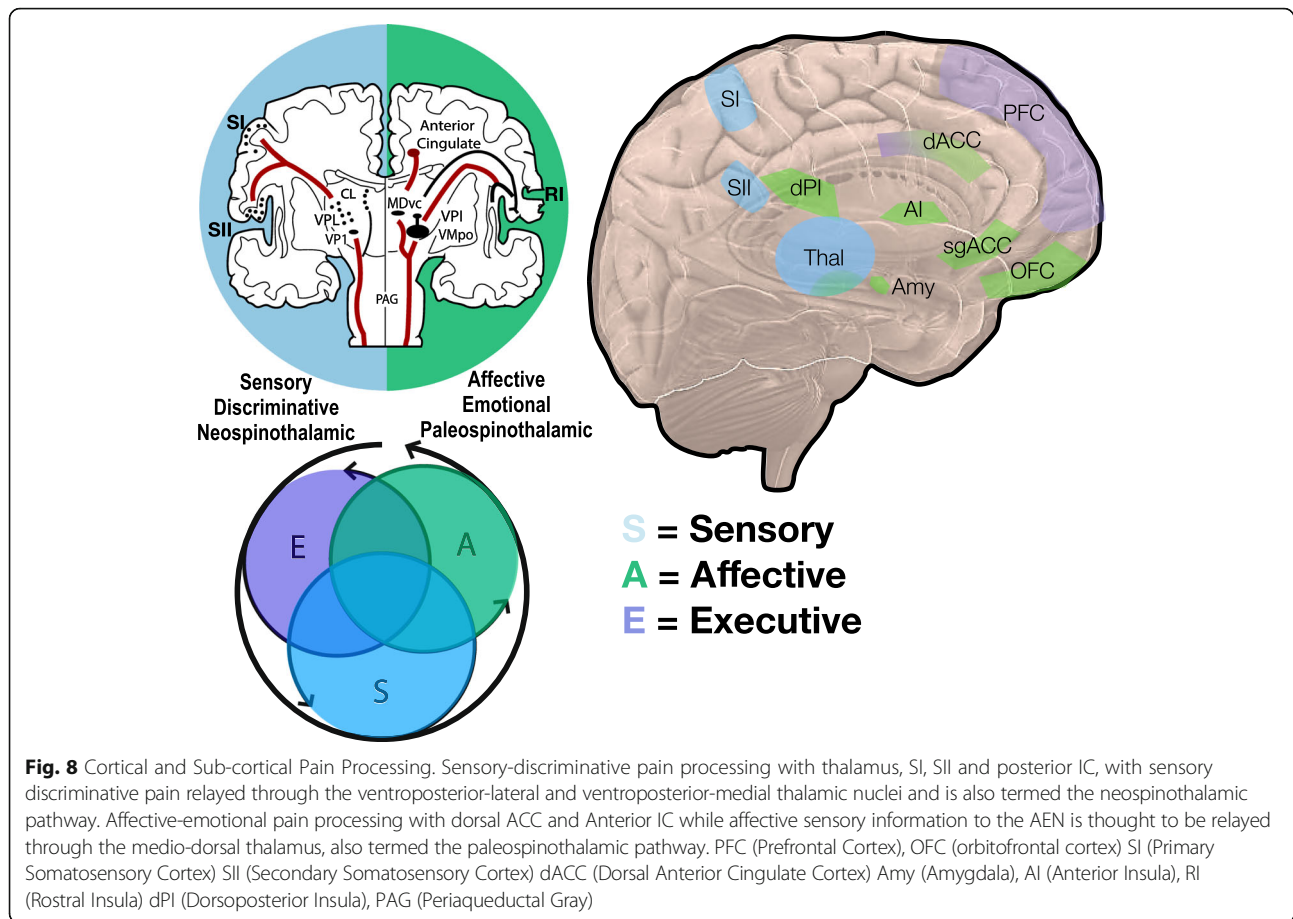 SI
SII
CL
VPL
VP1
Anterior
Cingulate
MDvc
VPI
VMpo
RI
PAG
Sensory
Discriminative
Neospinothalamic
Affective
Emotional
Paleospinothalamic
SI
SII
dPI
Thal
AI
Amy
dACC
PFC
sgACC
OFC
E
A
S
S = Sensory
A = Affective
E = Executive
Fig. 8 Cortical and Sub-cortical Pain Processing. Sensory-discriminative pain processing with thalamus, SI, SII and posterior IC, with sensory
discriminative pain relayed through the ventroposterior-lateral and ventroposterior-medial thalamic nuclei and is also termed the neospinothalamic
pathway. Affective-emotional pain processing with dorsal ACC and Anterior IC while affective sensory information to the AEN is thought to be relayed
through the medio-dorsal thalamus, also termed the paleospinothalamic pathway. PFC (Prefrontal Cortex), OFC (orbitofrontal cortex) SI (Primary
Somatosensory Cortex) SII (Secondary Somatosensory Cortex) dACC (Dorsal Anterior Cingulate Cortex) Amy (Amygdala), AI (Anterior Insula), RI
(Rostral Insula) dPI (Dorsoposterior Insula), PAG (Periaqueductal Gray)